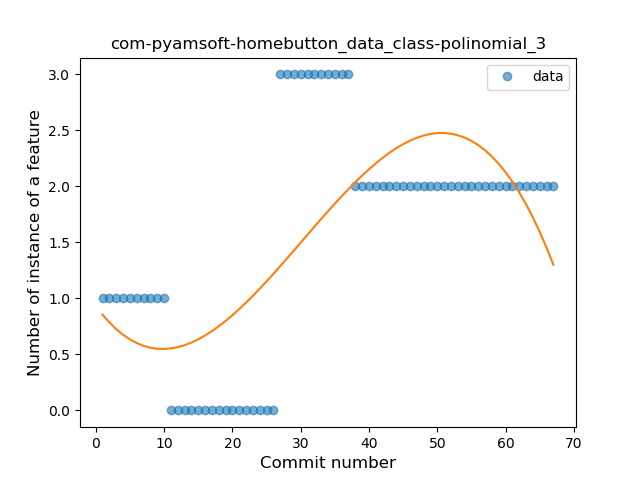 com-pyamsoft-homebutton_data_class-polinomial_3
data
Number of instance of a feature
3.0
2.5
2.0
1.5
1.0
0.5
0.0
0 10 20 30 40 50 60 70
Commit number